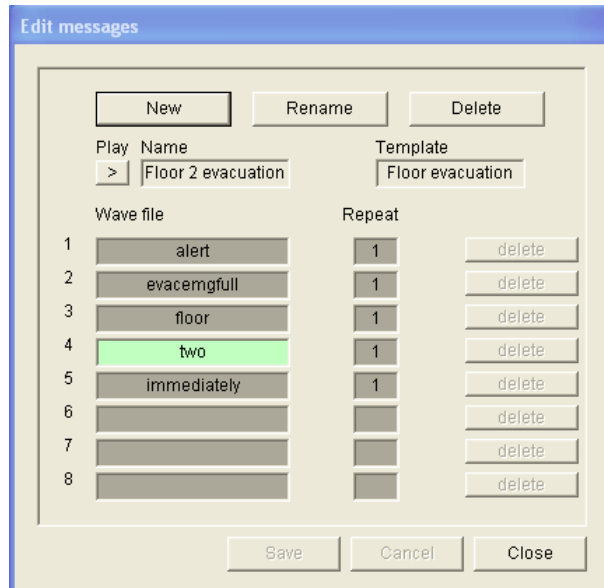 Edit messages
New Rename Delete
Play Name Template
> Floor 2 evacuation Floor evacuation
Wave file Repeat
1 alert 1 delete
2 evacemgfull 1 delete
3 floor 1 delete
4 two 1 delete
5 immediately 1 delete
6 delete
7 delete
8 delete
Save Cancel Close